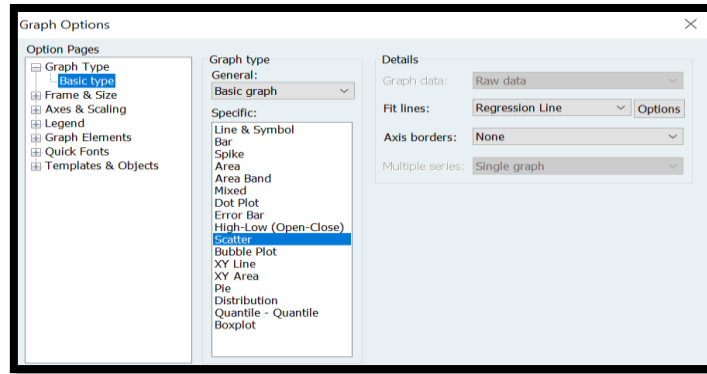 Graph Options
Option Pages
Graph Type
Basic type
Frame & Size
Axes & Scaling
Legend
Graph Elements
Quick Fonts
Templates & Objects
Graph type
General:
Basic graph
Specific:
Line & Symbol
Bar
Spike
Area
Area Band
Mixed
Dot Plot
Error Bar
High-Low (Open-Close)
Scatter
Bubble Plot
XY Line
XY Area
Pie
Distribution
Quantile - Quantile
Boxplot
Details
Graph data: Raw data
Fit lines: Regression Line Options
Axis borders: None
Multiple series: Single graph